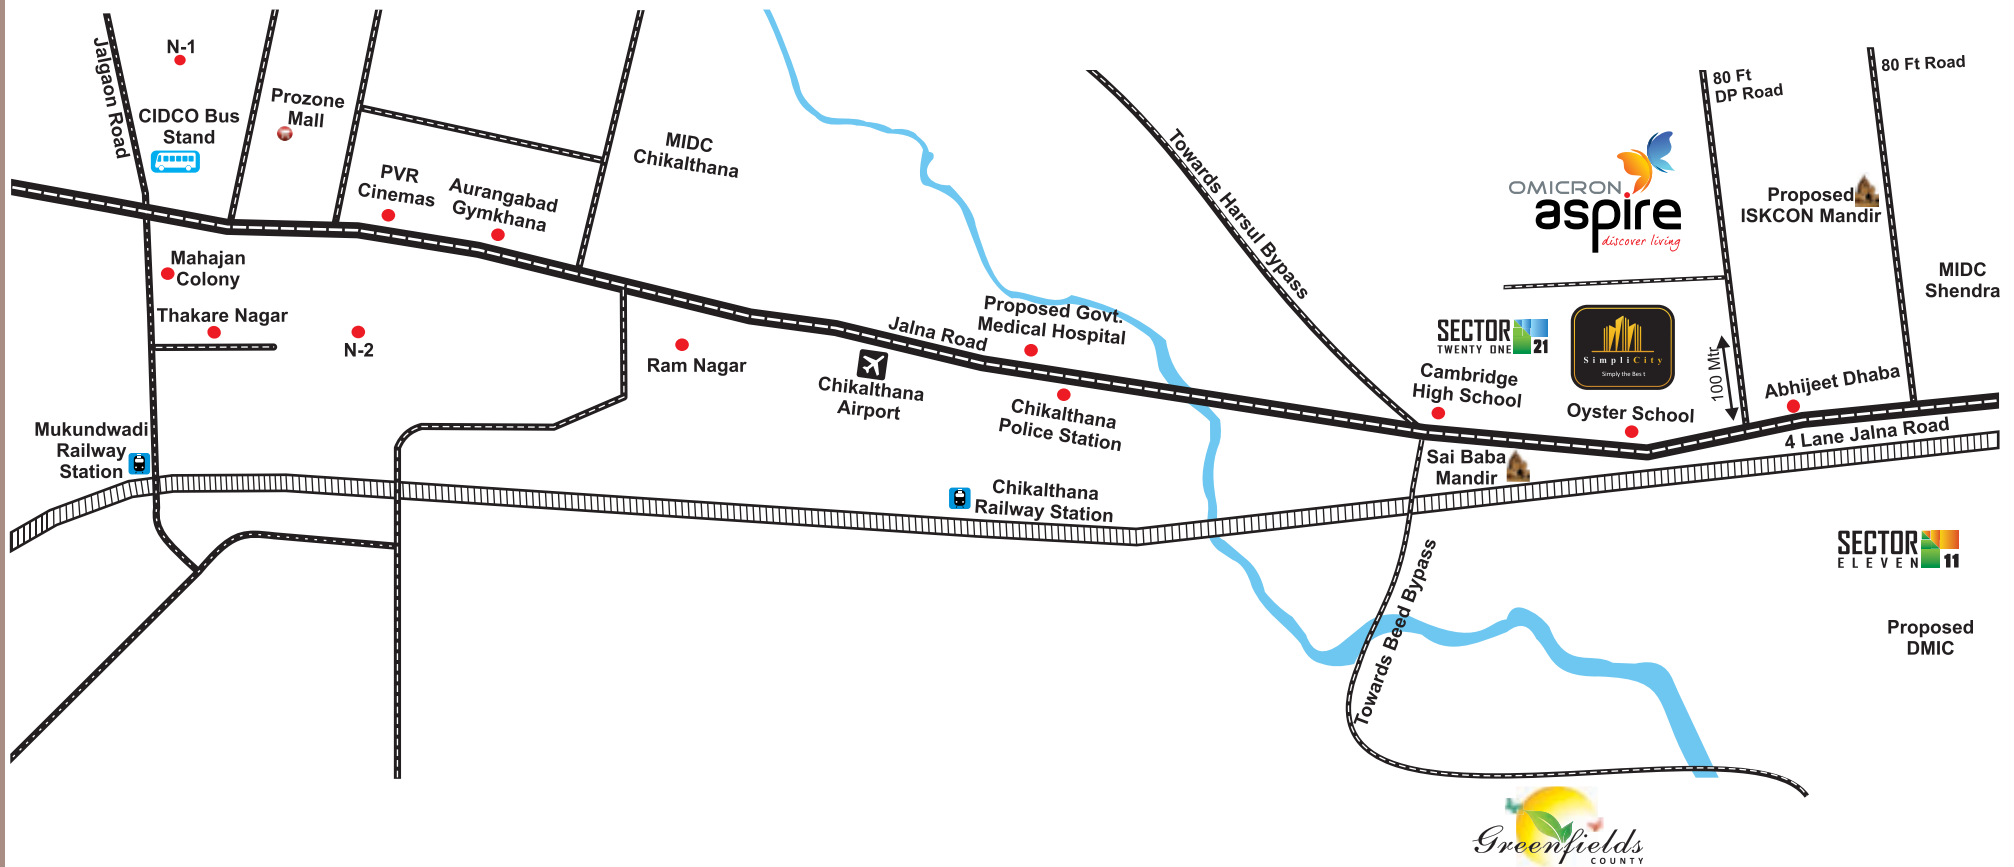 Jalgaon Road
N-1
CIDCO Bus
Stand
Prozone
Mall
PVR
Cinemas
Aurangabad
Gymkhana
MIDC
Chikalthana
Mahajan
Colony
Thakare Nagar
N-2
Mukundwadi
Railway
Station
Ram Nagar
Chikalthana
Airport
Jalna Road
Proposed Govt.
Medical Hospital
Chikalthana
Police Station
Chikalthana
Railway Station
Towards Harsul Bypass
Towards Beed Bypass
OMICRON
aspire
discover living
SECTOR
TWENTY ONE 21
SimpliCity
Simply the Best
Cambridge
High School
Oyster School
Sai Baba
Mandir
100 Mtr
80 Ft
DP Road
80 Ft Road
Proposed
ISKCON Mandir
MIDC
Shendra
Abhijeet Dhaba
4 Lane Jalna Road
SECTOR
ELEVEN 11
Proposed
DMIC
Greenfields
COUNTY